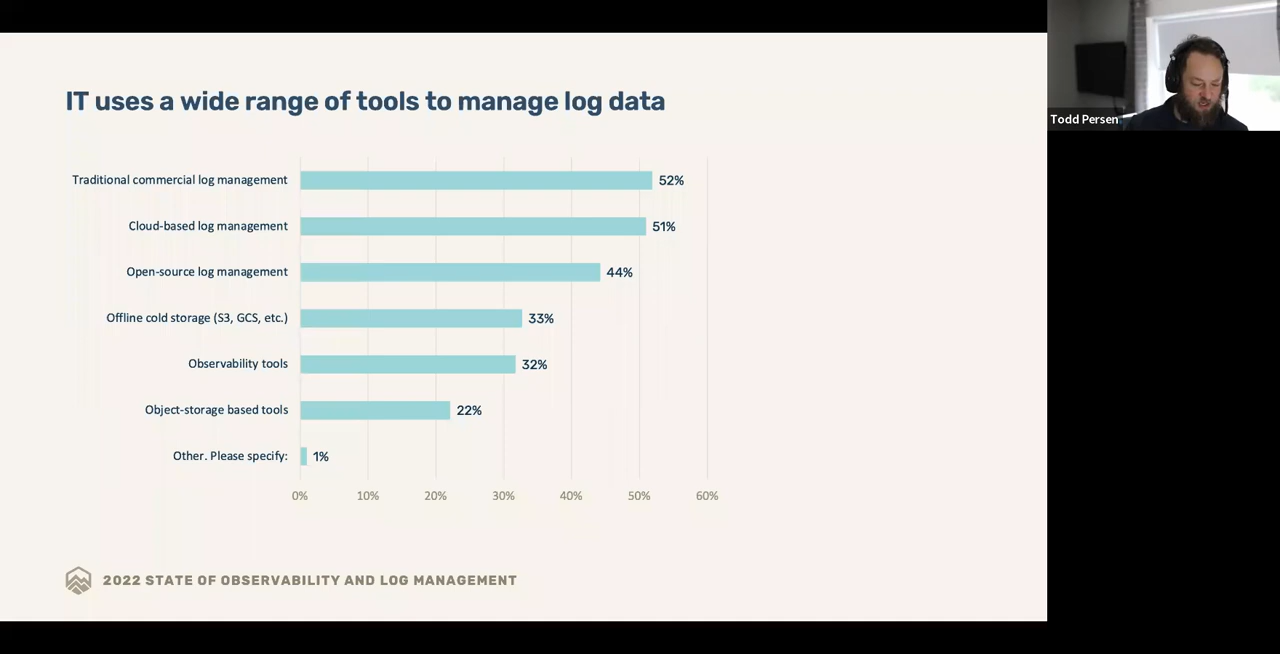 IT uses a wide range of tools to manage log data
Traditional commercial log management 52%
Cloud-based log management 51%
Open-source log management 44%
Offline cold storage (S3, GCS, etc.) 33%
Observability tools 32%
Object-storage based tools 22%
Other. Please specify: 1%
0% 10% 20% 30% 40% 50% 60%
2022 STATE OF OBSERVABILITY AND LOG MANAGEMENT
Todd Persen